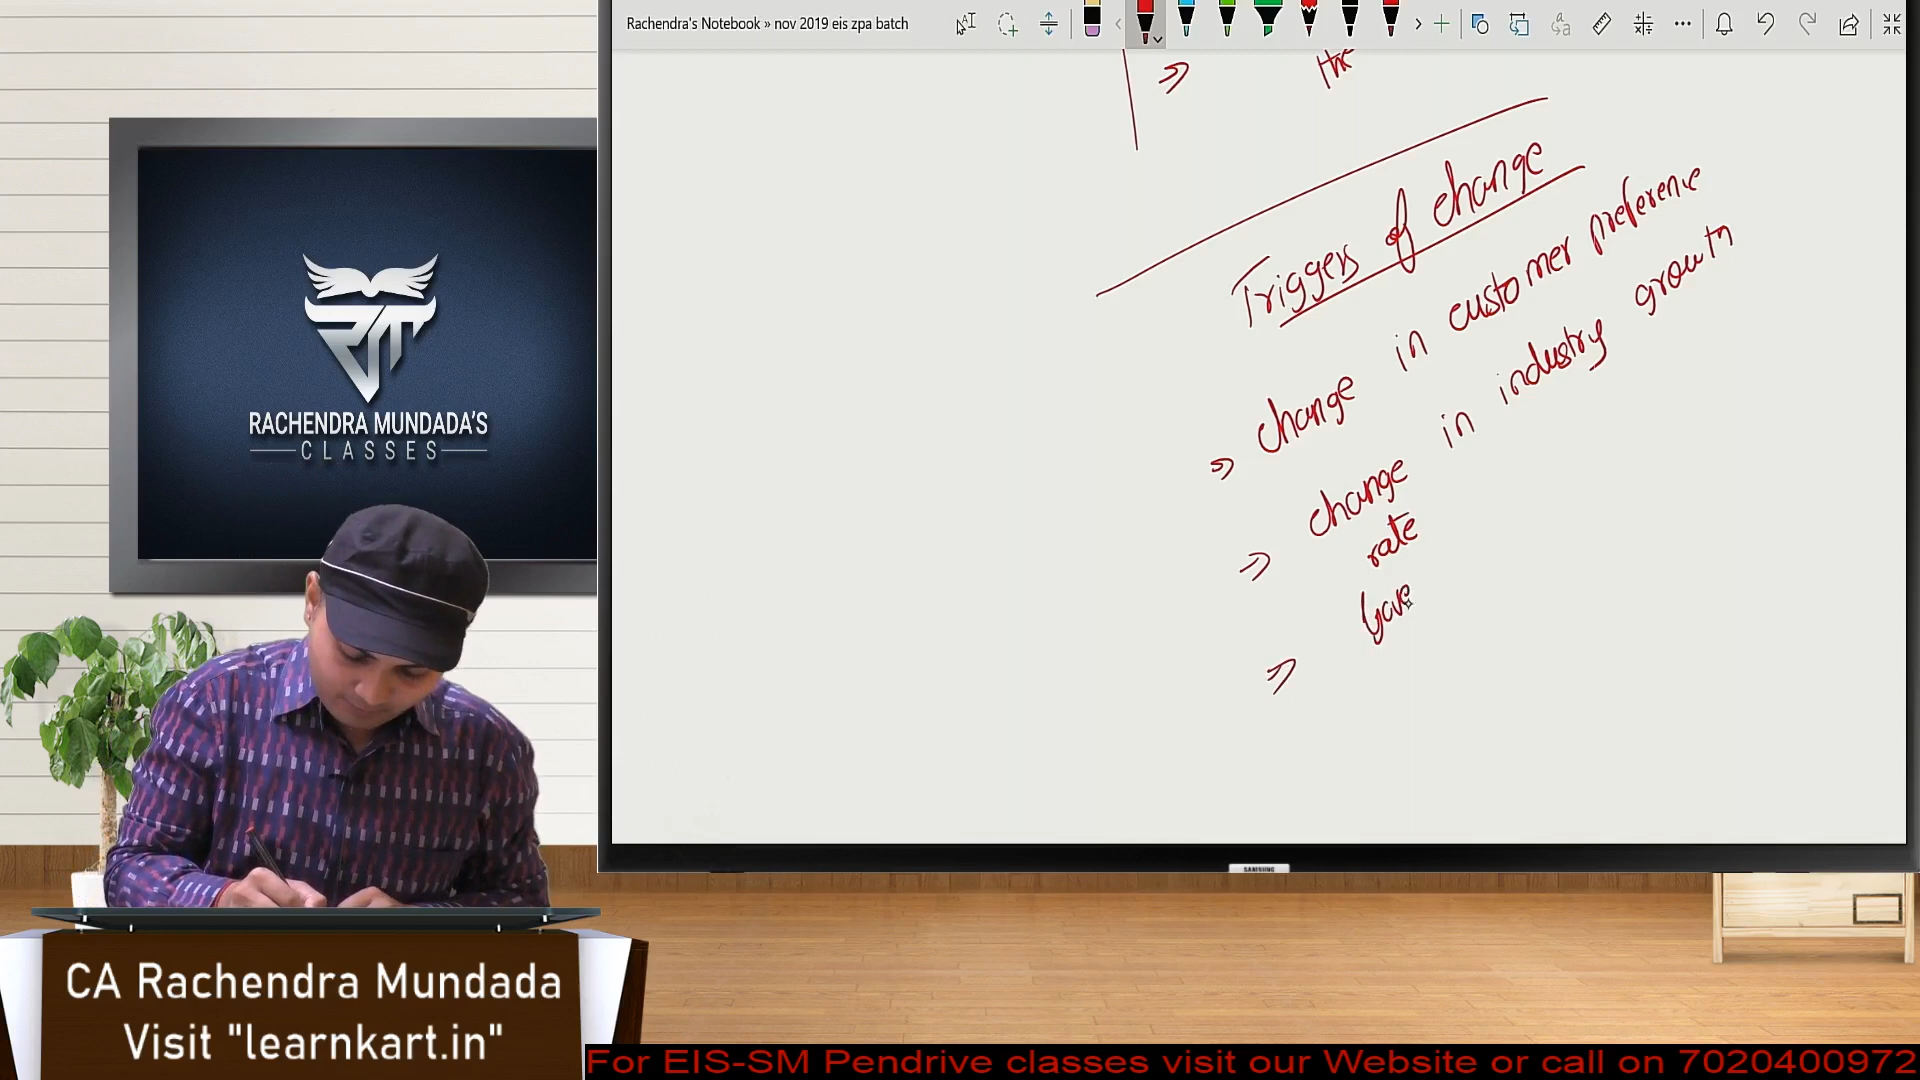 Rachendra's Notebook » nov 2019 eis zpa batch
⇒ the
Triggers of change
⇒ change in customer preference
⇒ change in industry growth
rate
⇒ Gove
RACHENDRA MUNDADA'S
CLASSES
SAMSUNG
CA Rachendra Mundada
Visit "learnkart.in"
For EIS-SM Pendrive classes visit our Website or call on 7020400972